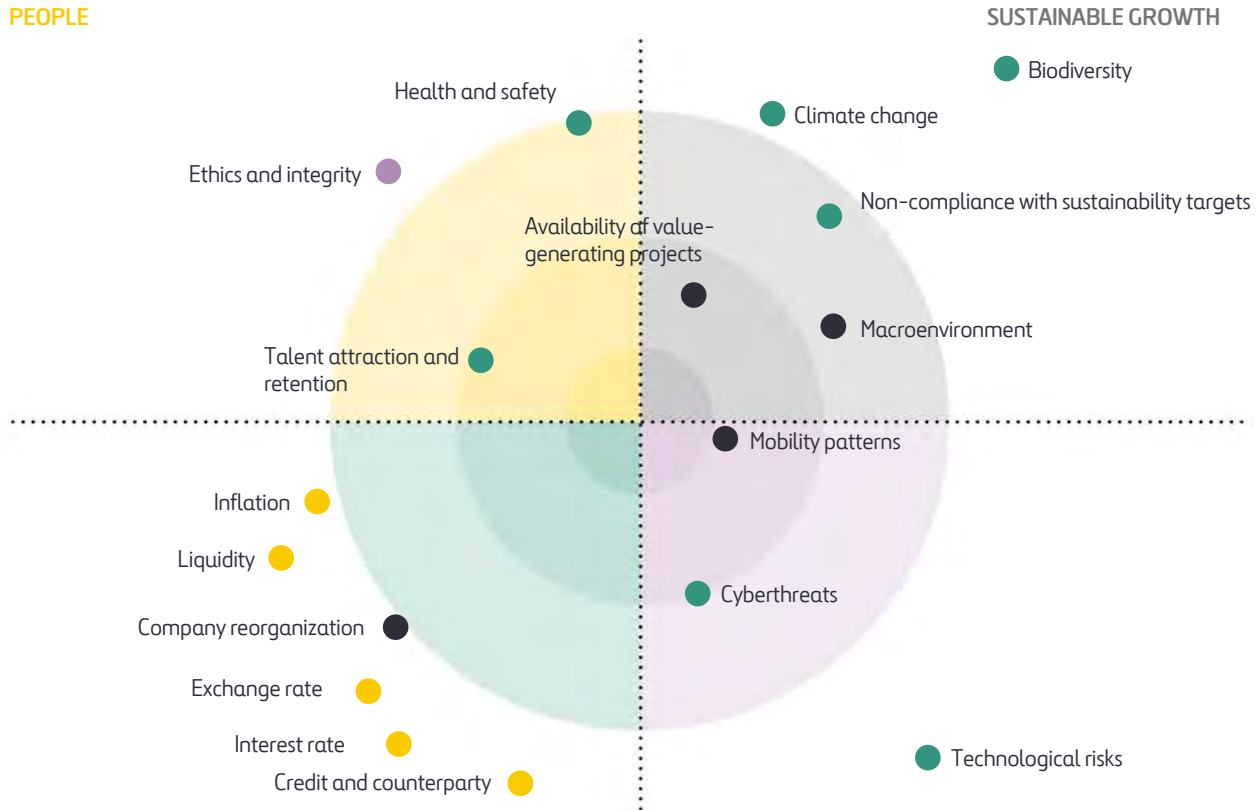 PEOPLE
SUSTAINABLE GROWTH
Biodiversity
Health and safety
Climate change
Ethics and integrity
Non-compliance with sustainability targets
Availability of value-
generating projects
Macroenvironment
Talent attraction and
retention
Mobility patterns
Inflation
Liquidity
Cyberthreats
Company reorganization
Exchange rate
Interest rate
Technological risks
Credit and counterparty